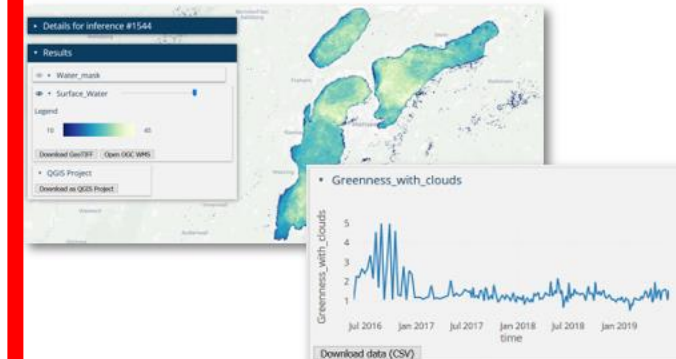 Details for inference #1544
Results
Water_mask
Surface_Water
Legend
10 40
Download GeoTIFF Open OGC WMS
QGIS Project
Download as QGIS Project
Mattsee
Greenness_with_clouds
Greenness_with_clouds
5
4
3
2
1
Jul 2016 Jan 2017 Jul 2017 Jan 2018 Jul 2018 Jan 2019
time
Download data (CSV)